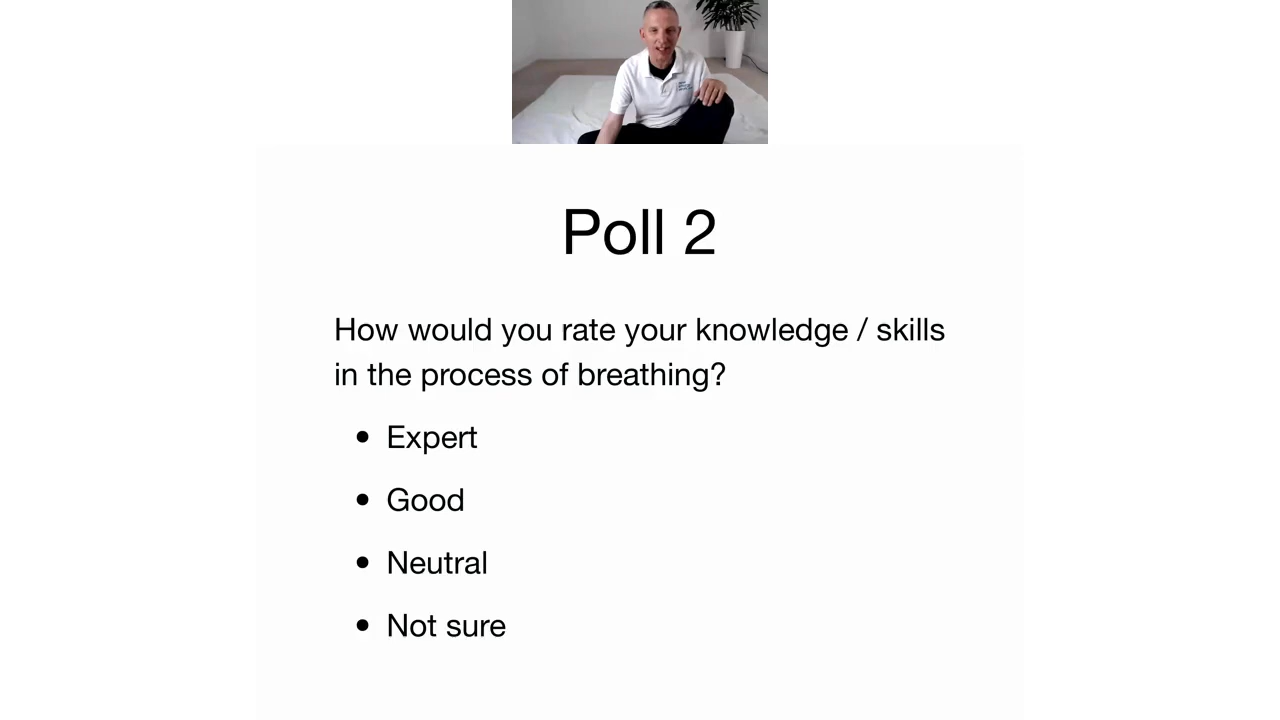 Poll 2
How would you rate your knowledge / skills
in the process of breathing?
• Expert
• Good
• Neutral
• Not sure